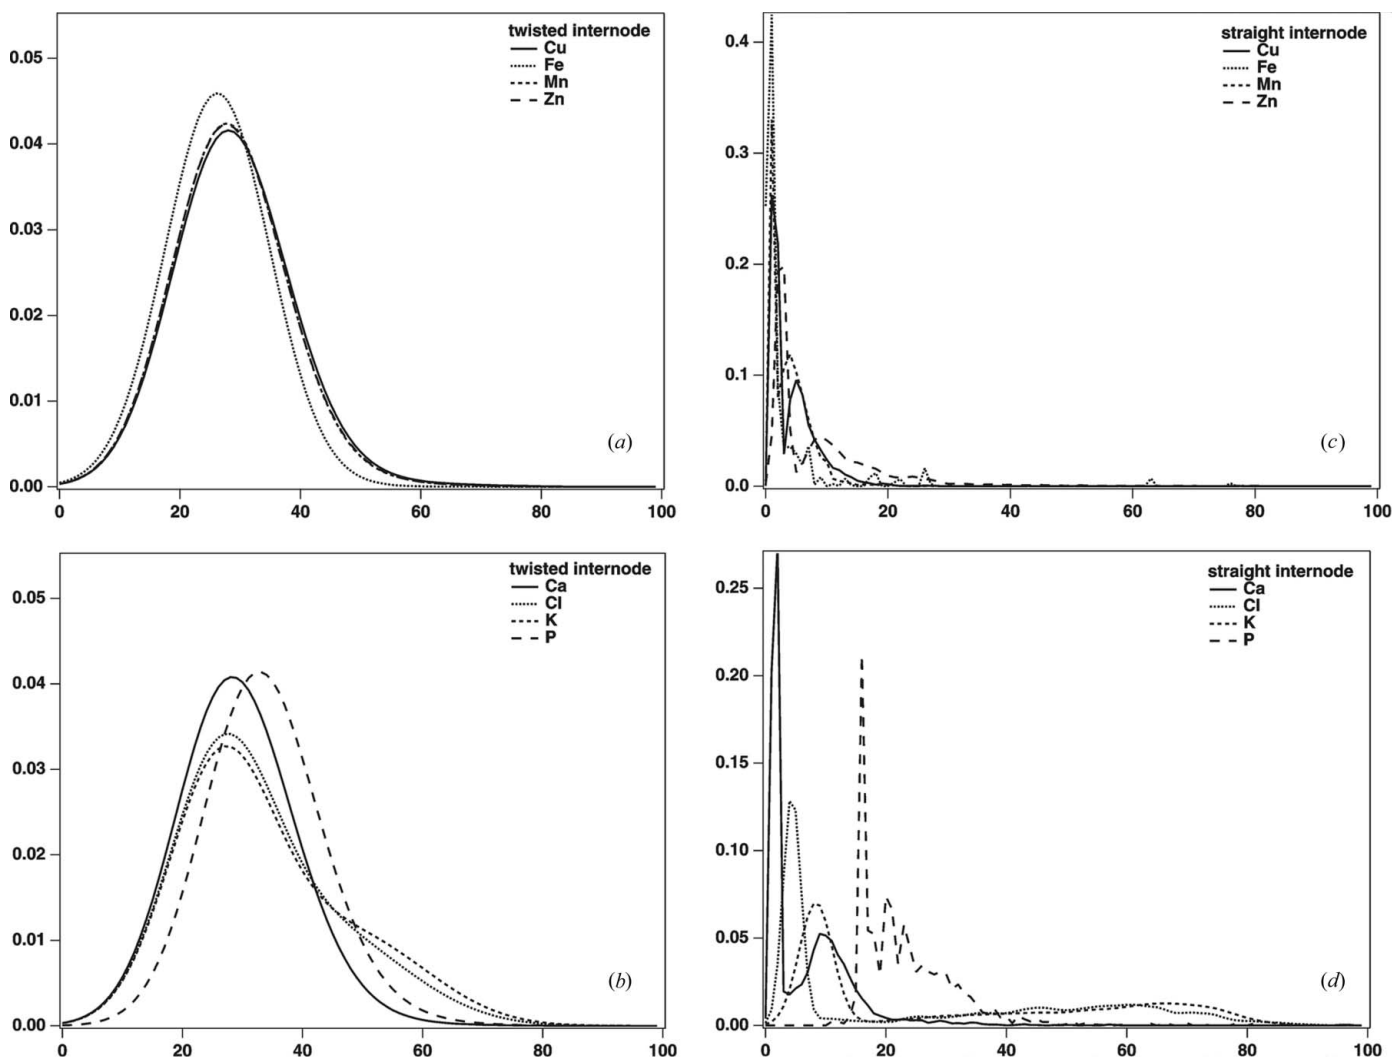 twisted internode
Cu
Fe
Mn
Zn
0.05
0.04
0.03
0.02
0.01
0.00
0 20 40 60 80 100
(a)
straight internode
Cu
Fe
Mn
Zn
0.4
0.3
0.2
0.1
0.0
0 20 40 60 80 100
(c)
twisted internode
Ca
Cl
K
P
0.05
0.04
0.03
0.02
0.01
0.00
0 20 40 60 80 100
(b)
straight internode
Ca
Cl
K
P
0.25
0.20
0.15
0.10
0.05
0.00
0 20 40 60 80 100
(d)